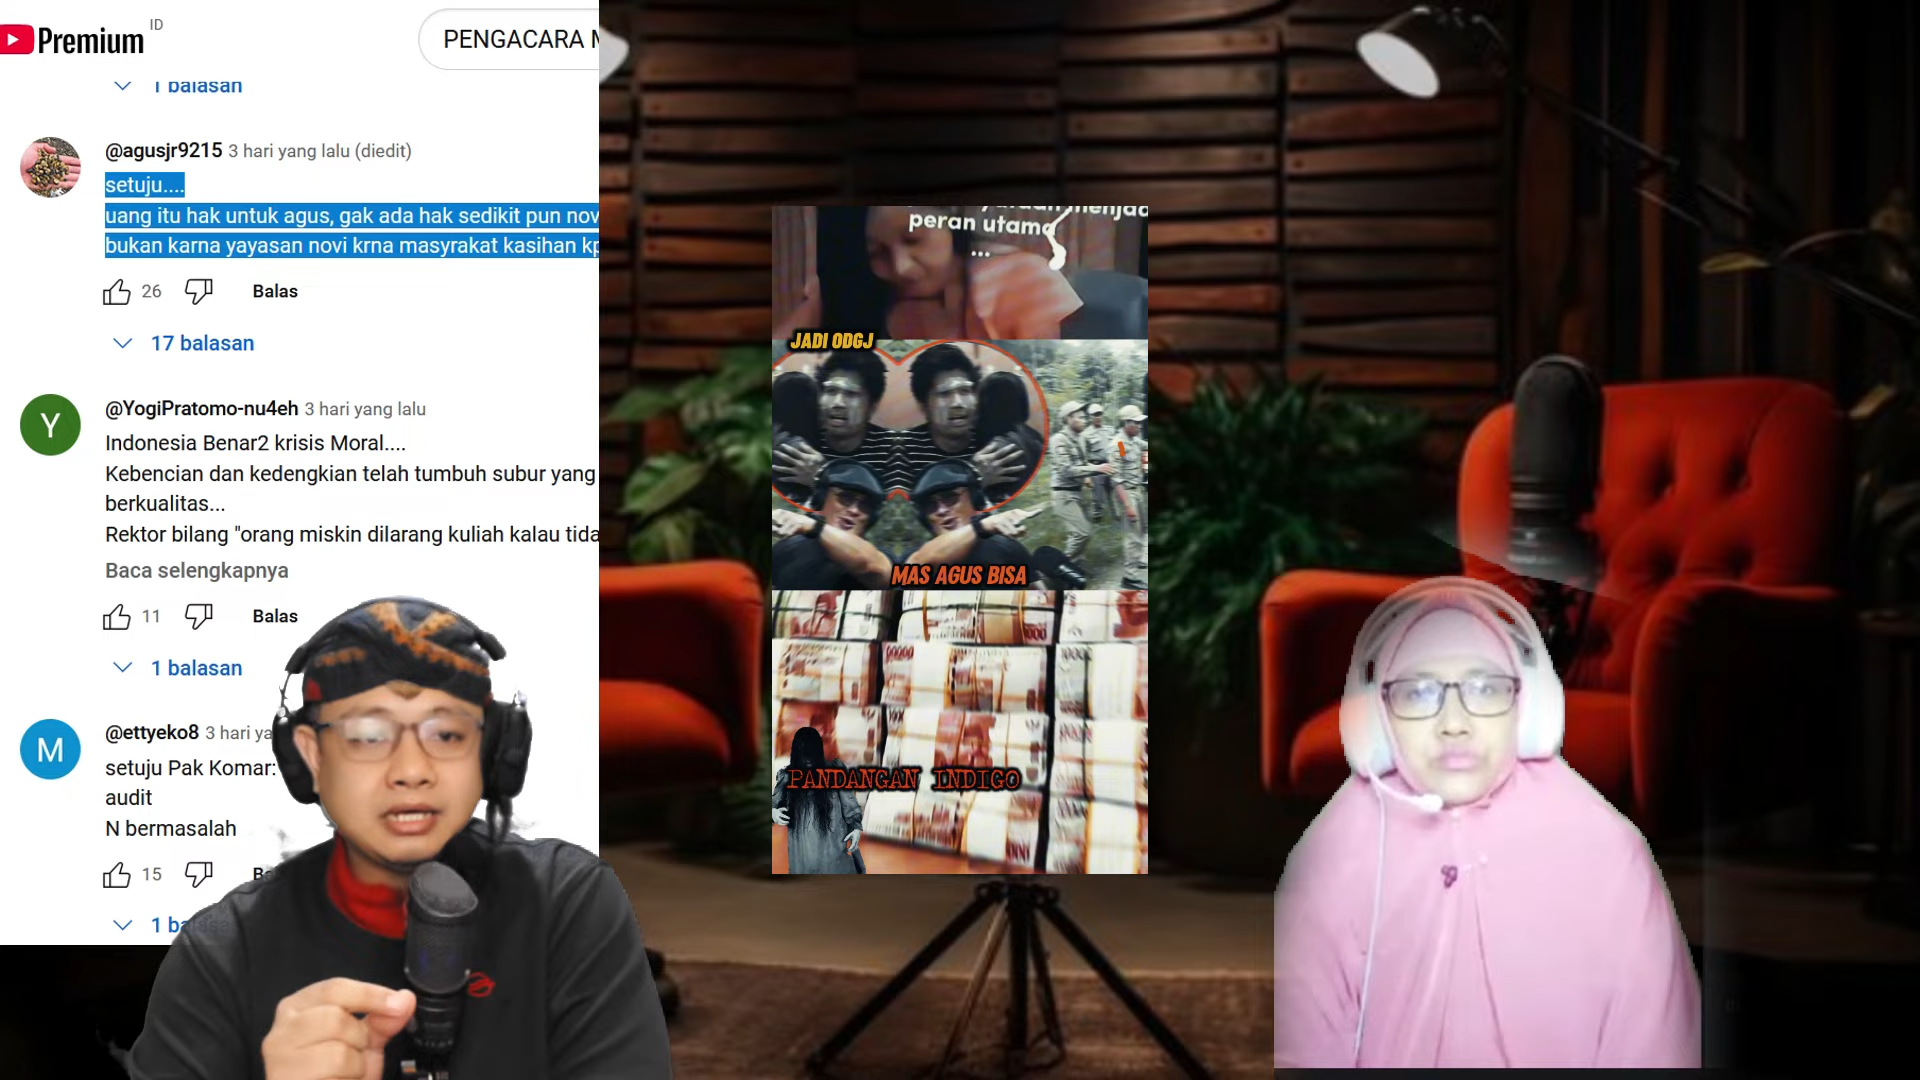 Premium ID
PENGACARA
1 balasan
@agusjr9215 3 hari yang lalu (diedit)
setuju....
uang itu hak untuk agus, gak ada hak sedikit pun nov
bukan karna yayasan novi krna masyrakat kasihan kp
26 Balas
17 balasan
@YogiPratomo-nu4eh 3 hari yang lalu
Y
Indonesia Benar2 krisis Moral....
Kebencian dan kedengkian telah tumbuh subur yang
berkualitas...
Rektor bilang "orang miskin dilarang kuliah kalau tida
Baca selengkapnya
11 Balas
1 balasan
@ettyeko8 3 hari ya
M
setuju Pak Komar:
audit
N bermasalah
15
1
menjad
peran utama
...
JADI ODGJ
MAS AGUS BISA
PANDANGAN INDIGO